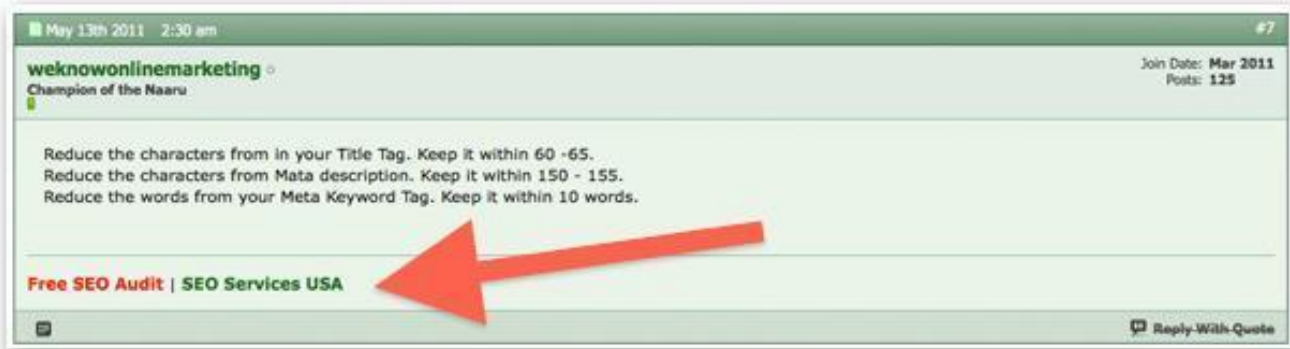 May 13th 2011 2:30 am #7
weknowonlinemarketing Join Date: Mar 2011
Champion of the Naaru Posts: 125
Reduce the characters from in your Title Tag. Keep it within 60 -65.
Reduce the characters from Mata description. Keep it within 150 - 155.
Reduce the words from your Meta Keyword Tag. Keep it within 10 words.
Free SEO Audit | SEO Services USA
Reply With Quote